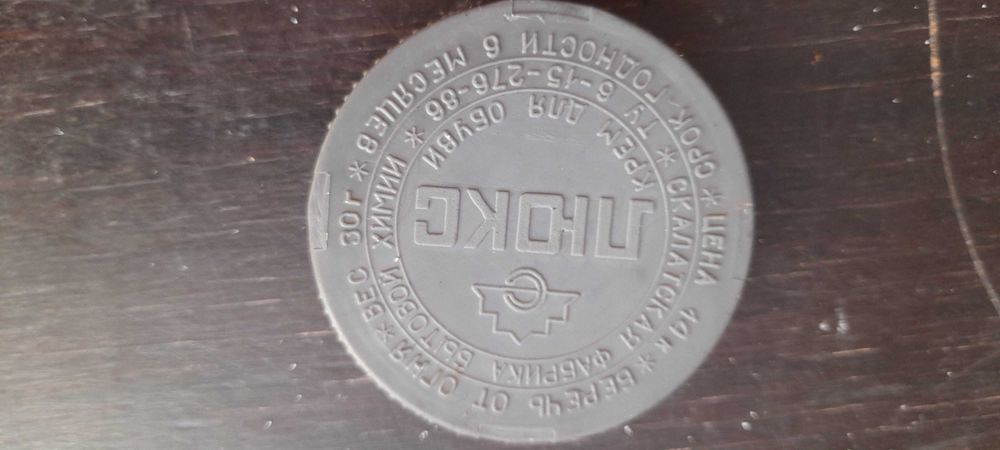 ЦЕНА 14 к * БЕРЕЧЬ ОТ ОГНЯ * ВЕС 30 г *
СРОК ГОДНОСТИ 6 МЕСЯЦЕВ *
СКАЛАТСКАЯ ФАБРИКА БЫТОВОЙ ХИМИИ *
ТУ 6-15-276-86 *
ЛЮКС
КРЕМ ДЛЯ ОБУВИ